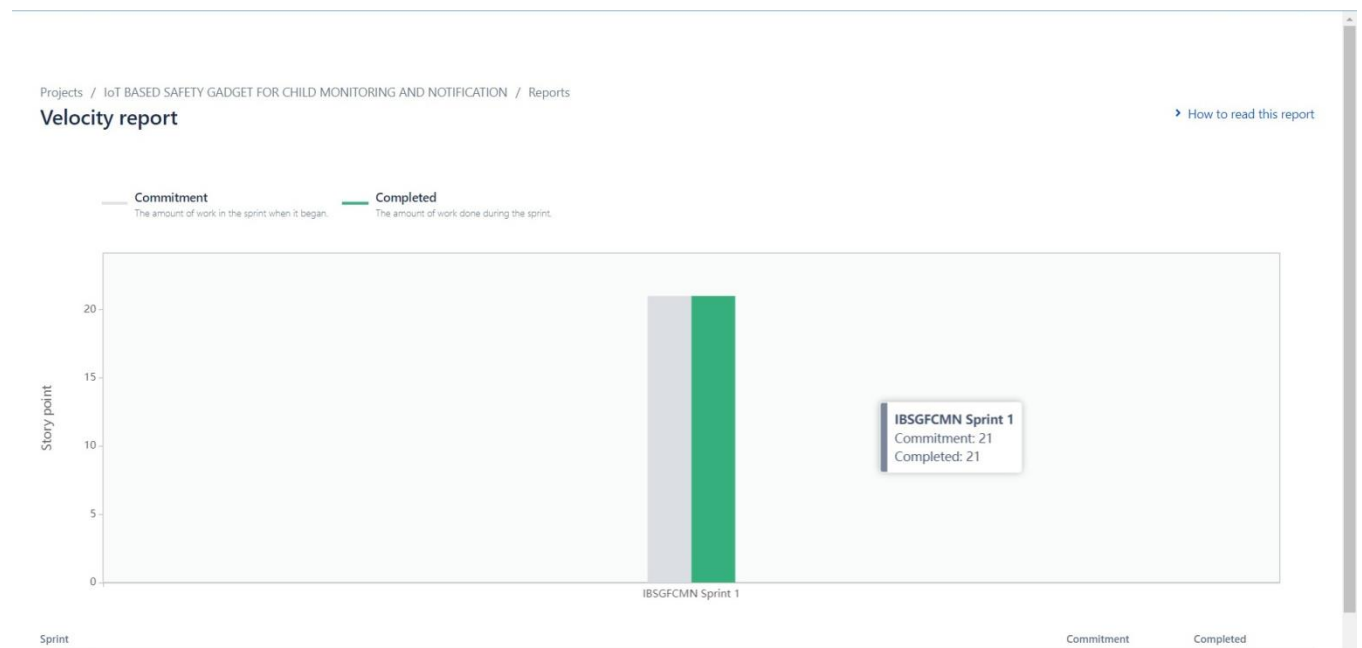 Projects / IoT BASED SAFETY GADGET FOR CHILD MONITORING AND NOTIFICATION / Reports
Velocity report
How to read this report
Commitment
The amount of work in the sprint when it began.
Completed
The amount of work done during the sprint.
20
15
10
5
0
Story point
IBSGFCMN Sprint 1
Commitment: 21
Completed: 21
IBSGFCMN Sprint 1
Sprint Commitment Completed